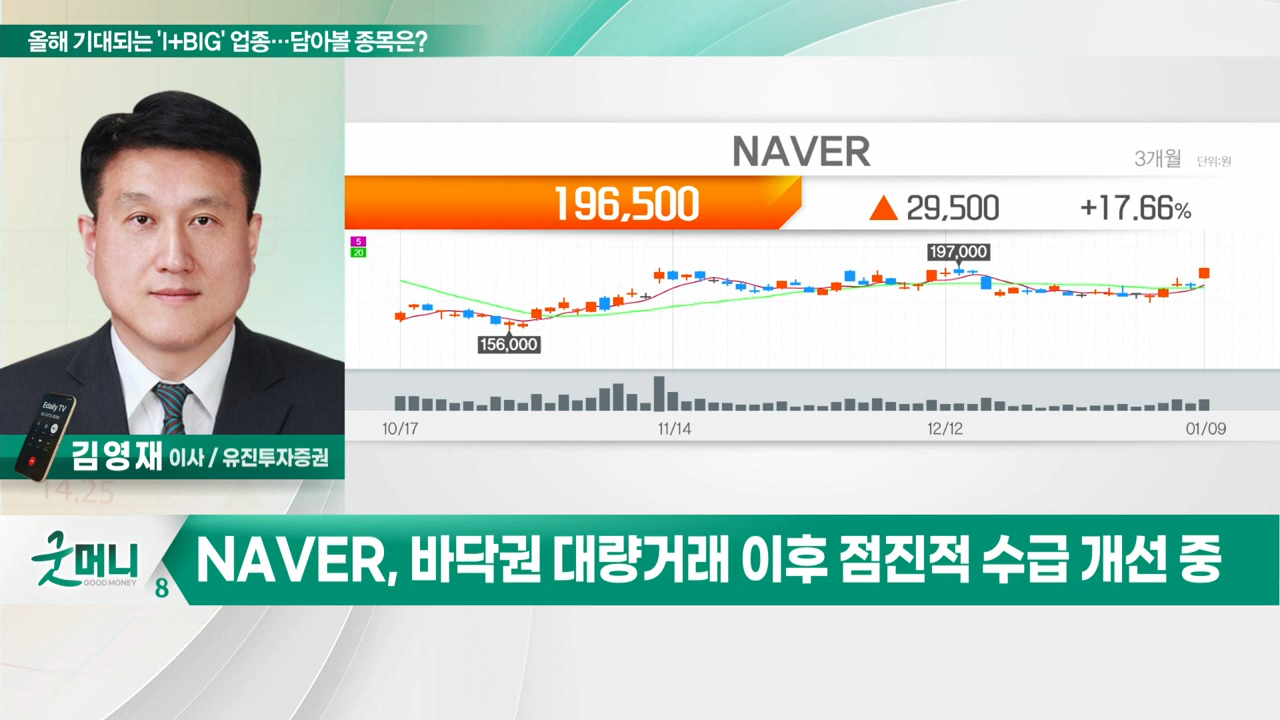 올해 기대되는 'I+BIG' 업종…담아볼 종목은?
NAVER
3개월 단위:원
196,500 ▲ 29,500 +17.66%
5
20
197,000
156,000
10/17 11/14 12/12 01/09
Edaily TV
김영재 이사 / 유진투자증권
14.25
굿머니
GOOD MONEY
8
NAVER, 바닥권 대량거래 이후 점진적 수급 개선 중